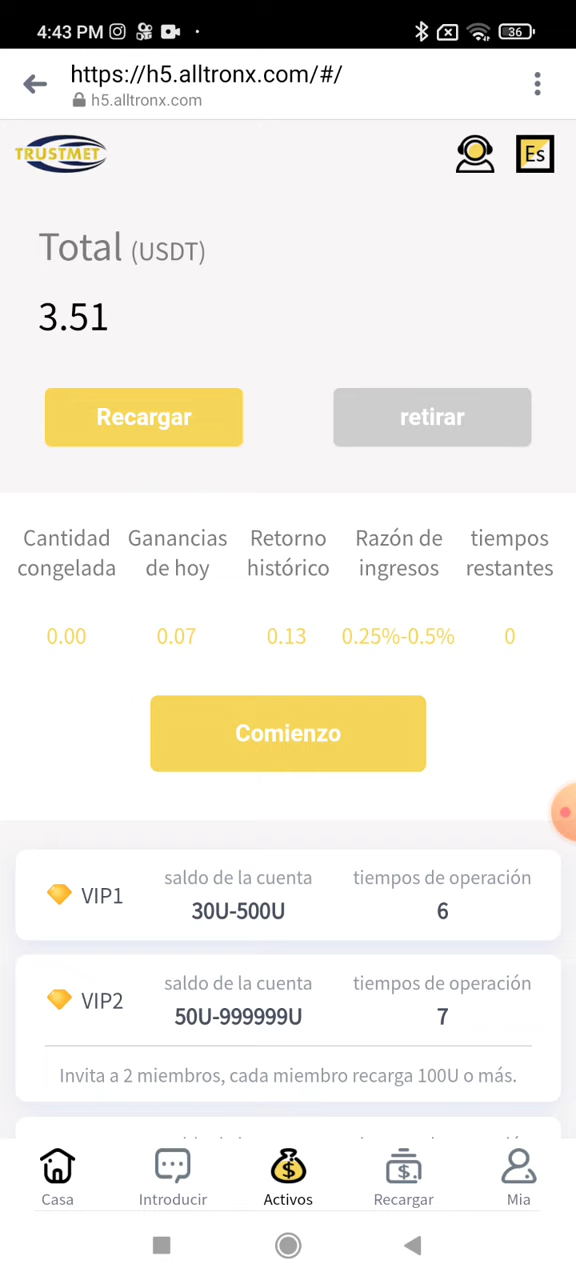 4:43 PM
36
https://h5.alltronx.com/#/
h5.alltronx.com
TRUSTMET
Es
Total (USDT)
3.51
Recargar
retirar
Cantidad congelada
Ganancias de hoy
Retorno histórico
Razón de ingresos
tiempos restantes
0.00
0.07
0.13
0.25%-0.5%
0
Comienzo
VIP1
saldo de la cuenta
30U-500U
tiempos de operación
6
VIP2
saldo de la cuenta
50U-999999U
tiempos de operación
7
Invita a 2 miembros, cada miembro recarga 100U o más.
Casa
Introducir
Activos
Recargar
Mia